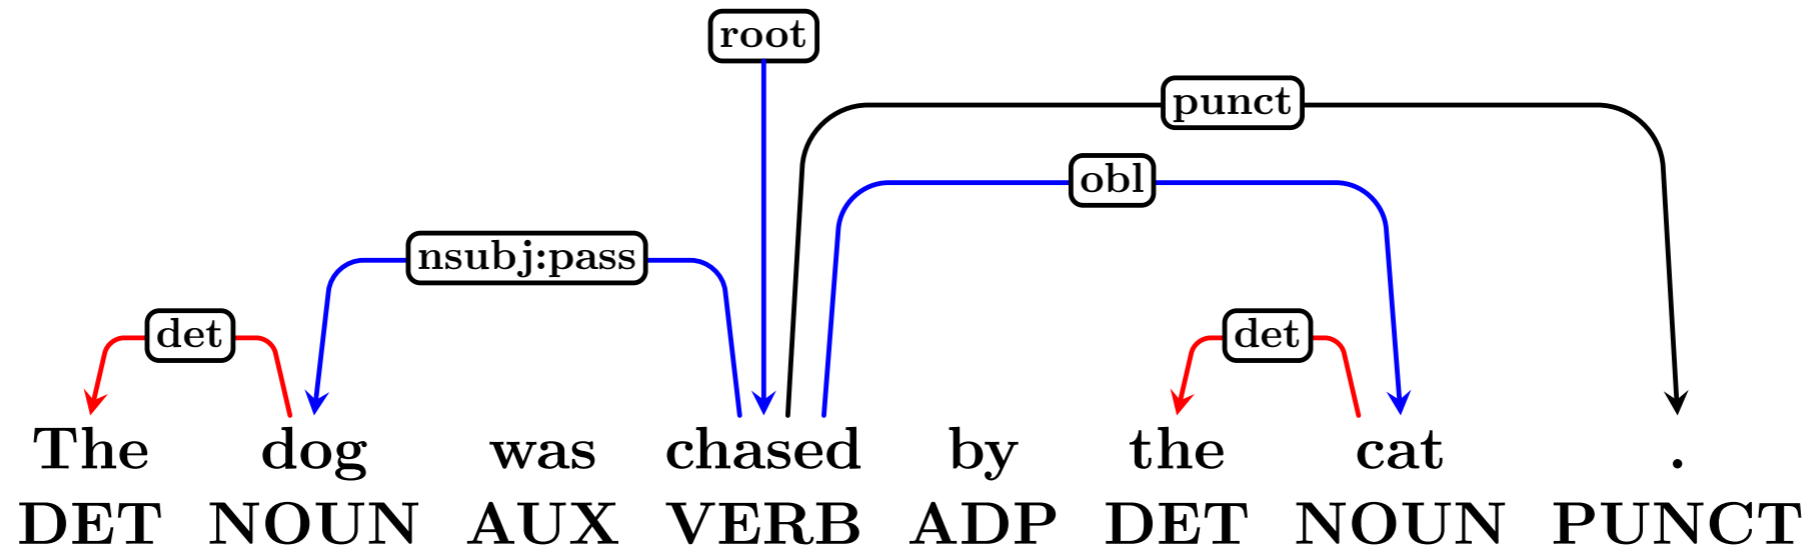 root
punct
obl
nsubj:pass
det det
The dog was chased by the cat .
DET NOUN AUX VERB ADP DET NOUN PUNCT